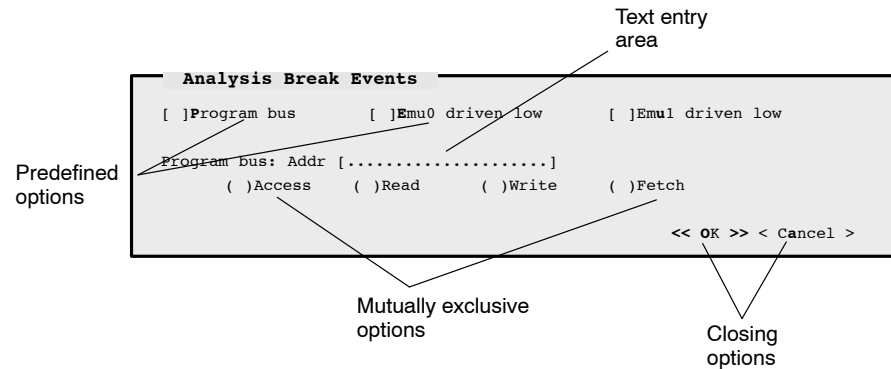 Text entry
area
Analysis Break Events
[ ]Program bus [ ]Emu0 driven low [ ]Emu1 driven low
Program bus: Addr [.....................]
( )Access ( )Read ( )Write ( )Fetch
<< OK >> < Cancel >
Predefined
options
Mutually exclusive
options
Closing
options